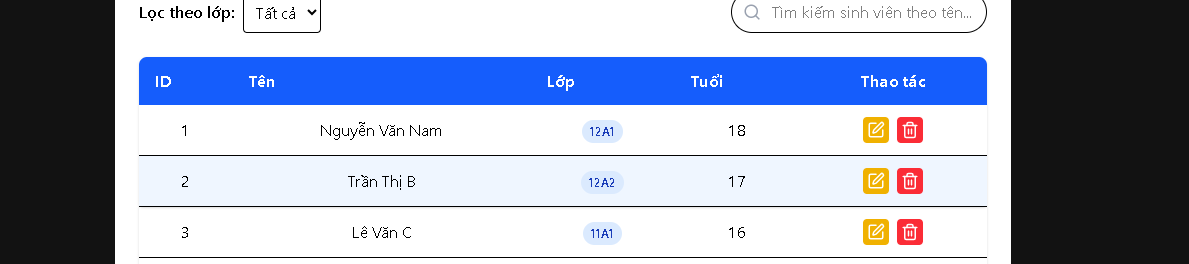 Lọc theo lớp: Tất cả Tìm kiếm sinh viên theo tên...
ID Tên Lớp Tuổi Thao tác
1 Nguyễn Văn Nam 12A1 18
2 Trần Thị B 12A2 17
3 Lê Văn C 11A1 16